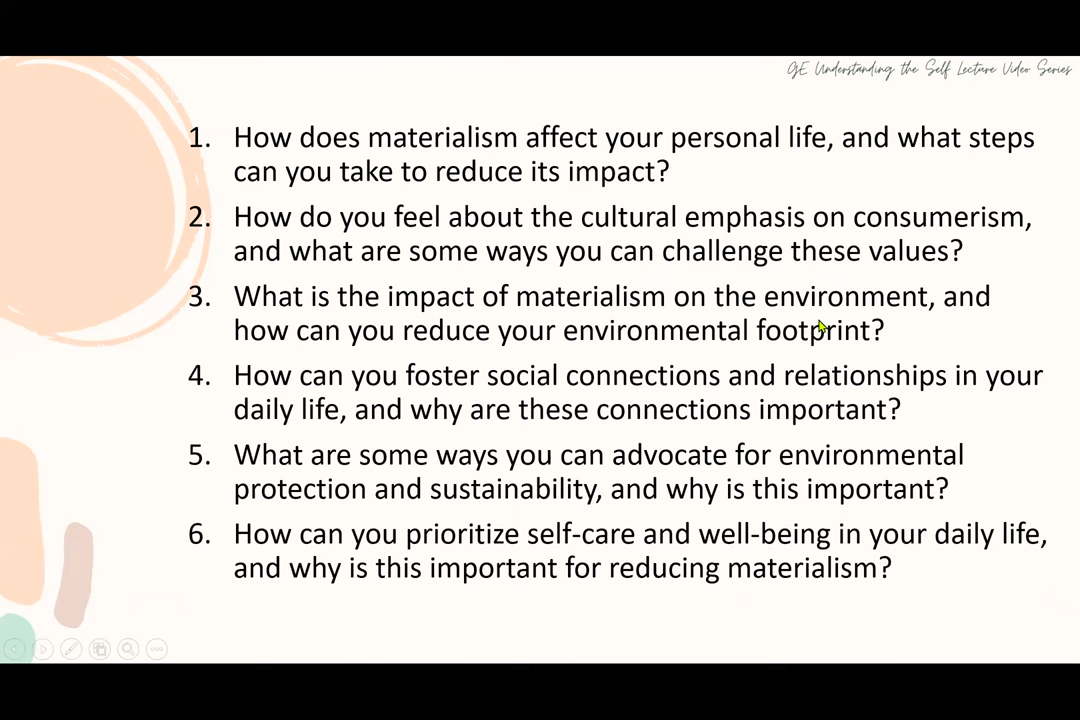 GE Understanding the Self Lecture Video Series
1. How does materialism affect your personal life, and what steps
can you take to reduce its impact?
2. How do you feel about the cultural emphasis on consumerism,
and what are some ways you can challenge these values?
3. What is the impact of materialism on the environment, and
how can you reduce your environmental footprint?
4. How can you foster social connections and relationships in your
daily life, and why are these connections important?
5. What are some ways you can advocate for environmental
protection and sustainability, and why is this important?
6. How can you prioritize self-care and well-being in your daily life,
and why is this important for reducing materialism?